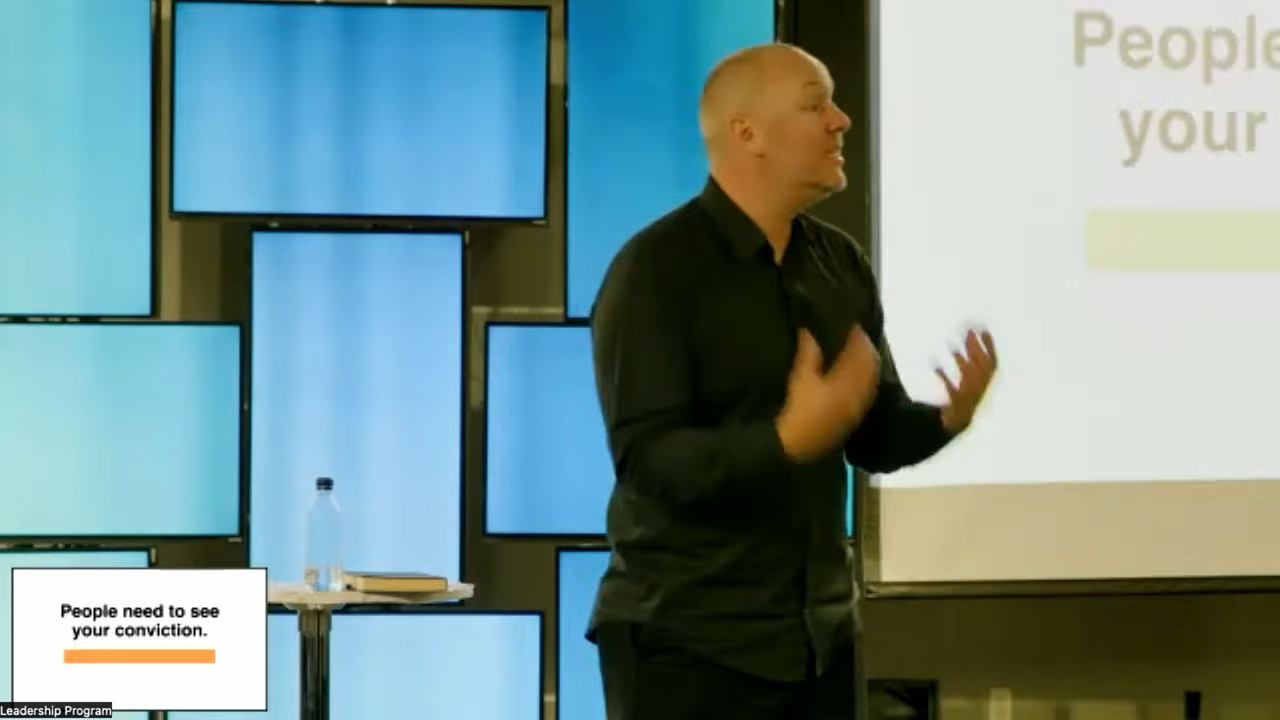 People
your
People need to see
your conviction.
Leadership Program